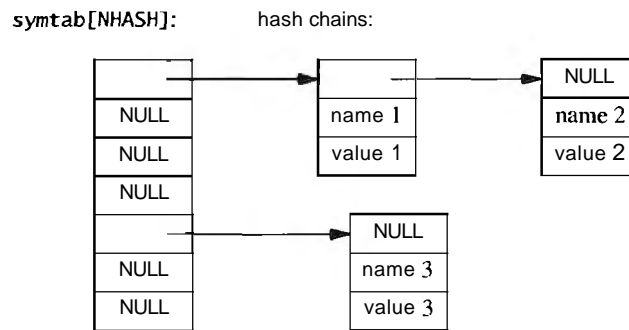 symtab[NHASH]: hash chains:
NULL
NULL name 1 name 2
NULL value 1 value 2
NULL
NULL
NULL name 3
NULL value 3